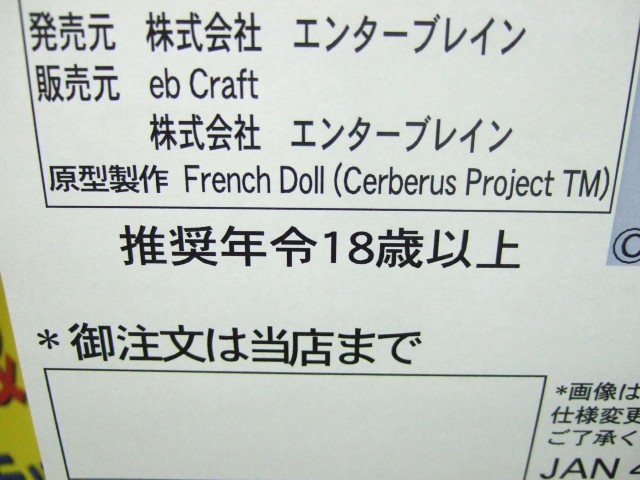 発売元 株式会社 エンターブレイン
販売元 eb Craft
株式会社 エンターブレイン
原型製作 French Doll (Cerberus Project TM)
推奨年令18歳以上
©
*御注文は当店まで
*画像は
仕様変更
ご了承く
JAN 4